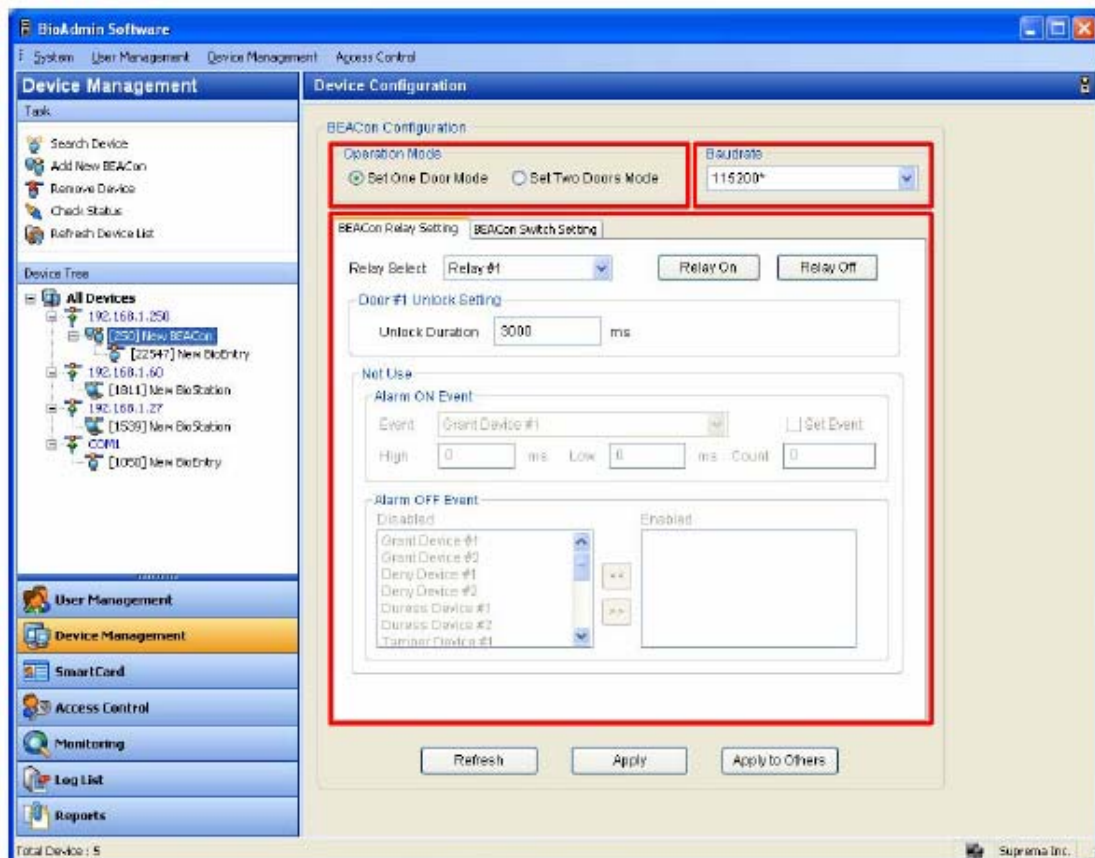 BioAdmin Software
System User Management Device Management Access Control
Device Management
Task
Search Device
Add New BEACon
Remove Device
Check Status
Refresh Device List
Device Tree
All Devices
192.168.1.250
[250] New BEACon
[22547] New BioEntry
192.168.1.60
[1811] New BioStation
192.168.1.27
[1539] New BioStation
COM1
[1050] New BioEntry
User Management
Device Management
SmartCard
Access Control
Monitoring
Log List
Reports
Device Configuration
BEACon Configuration
Operation Mode
Set One Door Mode Set Two Doors Mode
Baudrate
115200*
BEACon Relay Setting BEACon Switch Setting
Relay Select Relay #1 Relay On Relay Off
Door #1 Unlock Setting
Unlock Duration 3000 ms
Not Use
Alarm ON Event
Event Grant Device #1 Set Event
High 0 ms Low 0 ms Count 0
Alarm OFF Event
Disabled Enabled
Grant Device #1
Grant Device #2
Deny Device #1
Deny Device #2
Duress Device #1
Duress Device #2
Tamper Device #1
<<
>>
Refresh Apply Apply to Others
Total Device : 5 Suprema Inc.